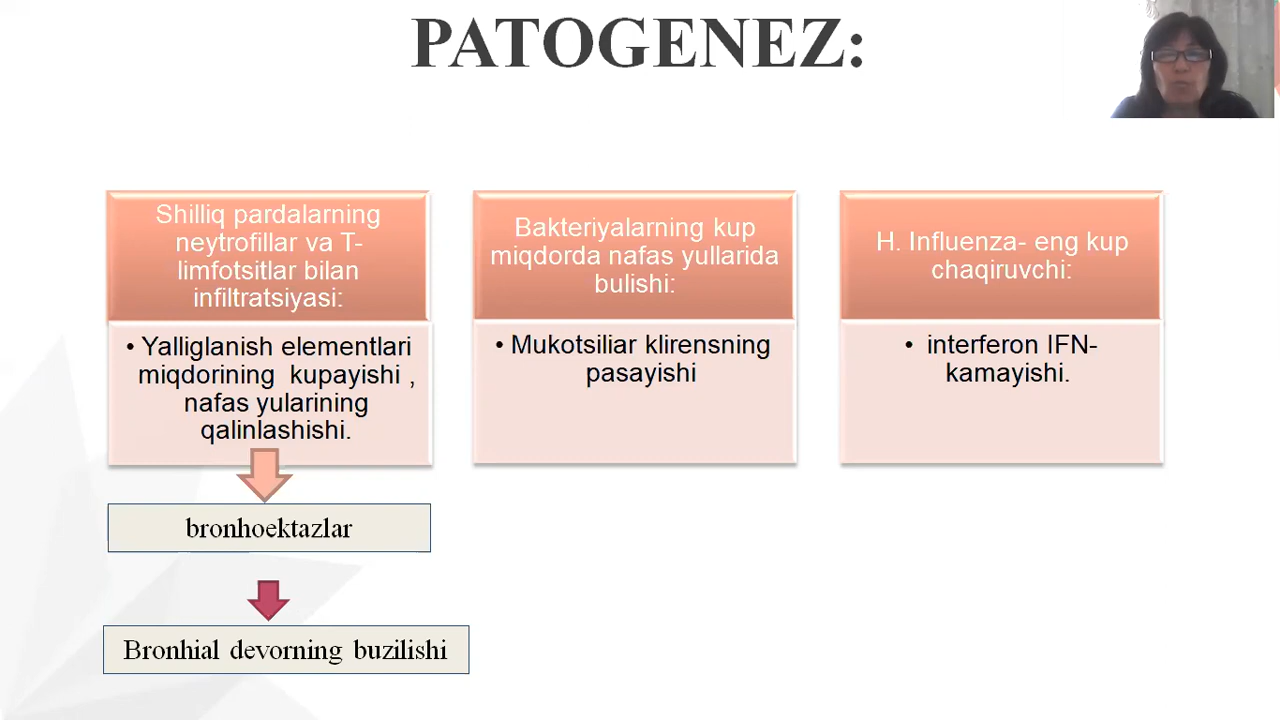 PATOGENEZ:
Shilliq pardalarning
neytrofillar va T-
limfotsitlar bilan
infiltratsiyasi:
• Yalliglanish elementlari
miqdorining kupayishi ,
nafas yularining
qalinlashishi.
bronhoektazlar
Bronhial devorning buzilishi
Bakteriyalarning kup
miqdorda nafas yullarida
bulishi:
• Mukotsiliar klirensning
pasayishi
H. Influenza- eng kup
chaqiruvchi:
• interferon IFN-
kamayishi.